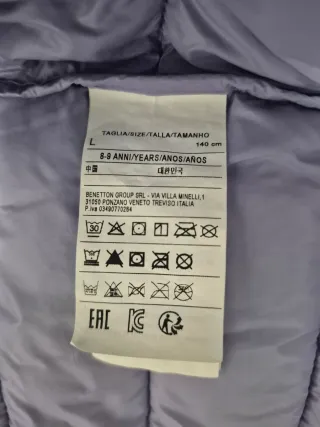 TAGLIA/SIZE/TALLA/TAMANHO
L 140 cm
8-9 ANNI/YEARS/ANOS/AÑOS
中国 대한민국
BENETTON GROUP SRL - VIA VILLA MINELLI,1
31050 PONZANO VENETO TREVISO ITALIA
P.iva 03490770264
30
EAC